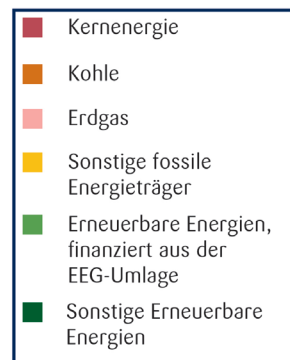 Kernenergie
Kohle
Erdgas
Sonstige fossile
Energieträger
Erneuerbare Energien,
finanziert aus der
EEG-Umlage
Sonstige Erneuerbare
Energien